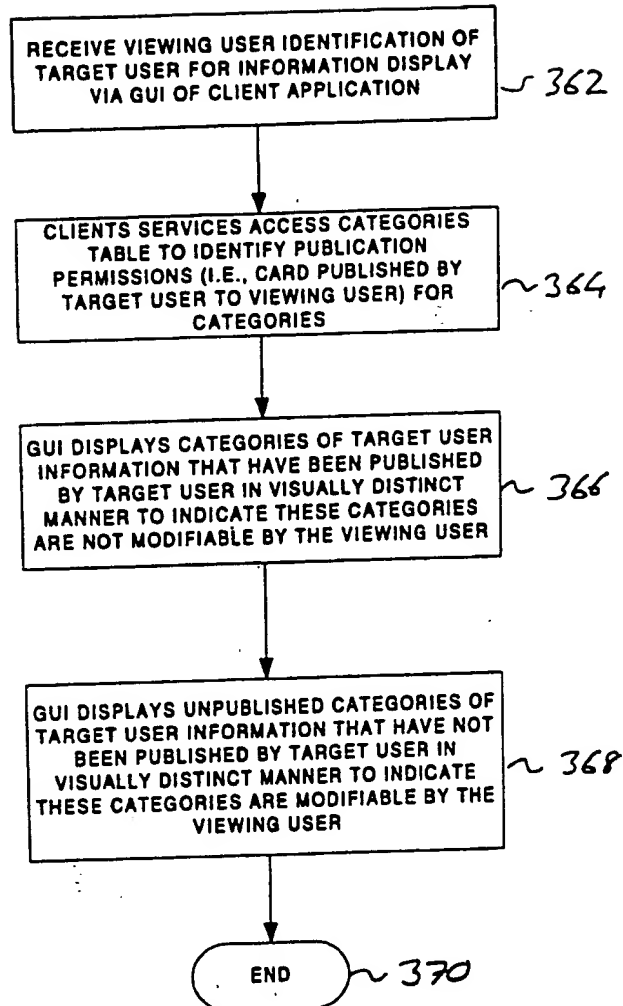 RECEIVE VIEWING USER IDENTIFICATION OF
TARGET USER FOR INFORMATION DISPLAY
VIA GUI OF CLIENT APPLICATION
362
CLIENTS SERVICES ACCESS CATEGORIES
TABLE TO IDENTIFY PUBLICATION
PERMISSIONS (I.E., CARD PUBLISHED BY
TARGET USER TO VIEWING USER) FOR
CATEGORIES
364
GUI DISPLAYS CATEGORIES OF TARGET USER
INFORMATION THAT HAVE BEEN PUBLISHED
BY TARGET USER IN VISUALLY DISTINCT
MANNER TO INDICATE THESE CATEGORIES
ARE NOT MODIFIABLE BY THE VIEWING USER
366
GUI DISPLAYS UNPUBLISHED CATEGORIES OF
TARGET USER INFORMATION THAT HAVE NOT
BEEN PUBLISHED BY TARGET USER IN
VISUALLY DISTINCT MANNER TO INDICATE
THESE CATEGORIES ARE MODIFIABLE BY THE
VIEWING USER
368
END
370